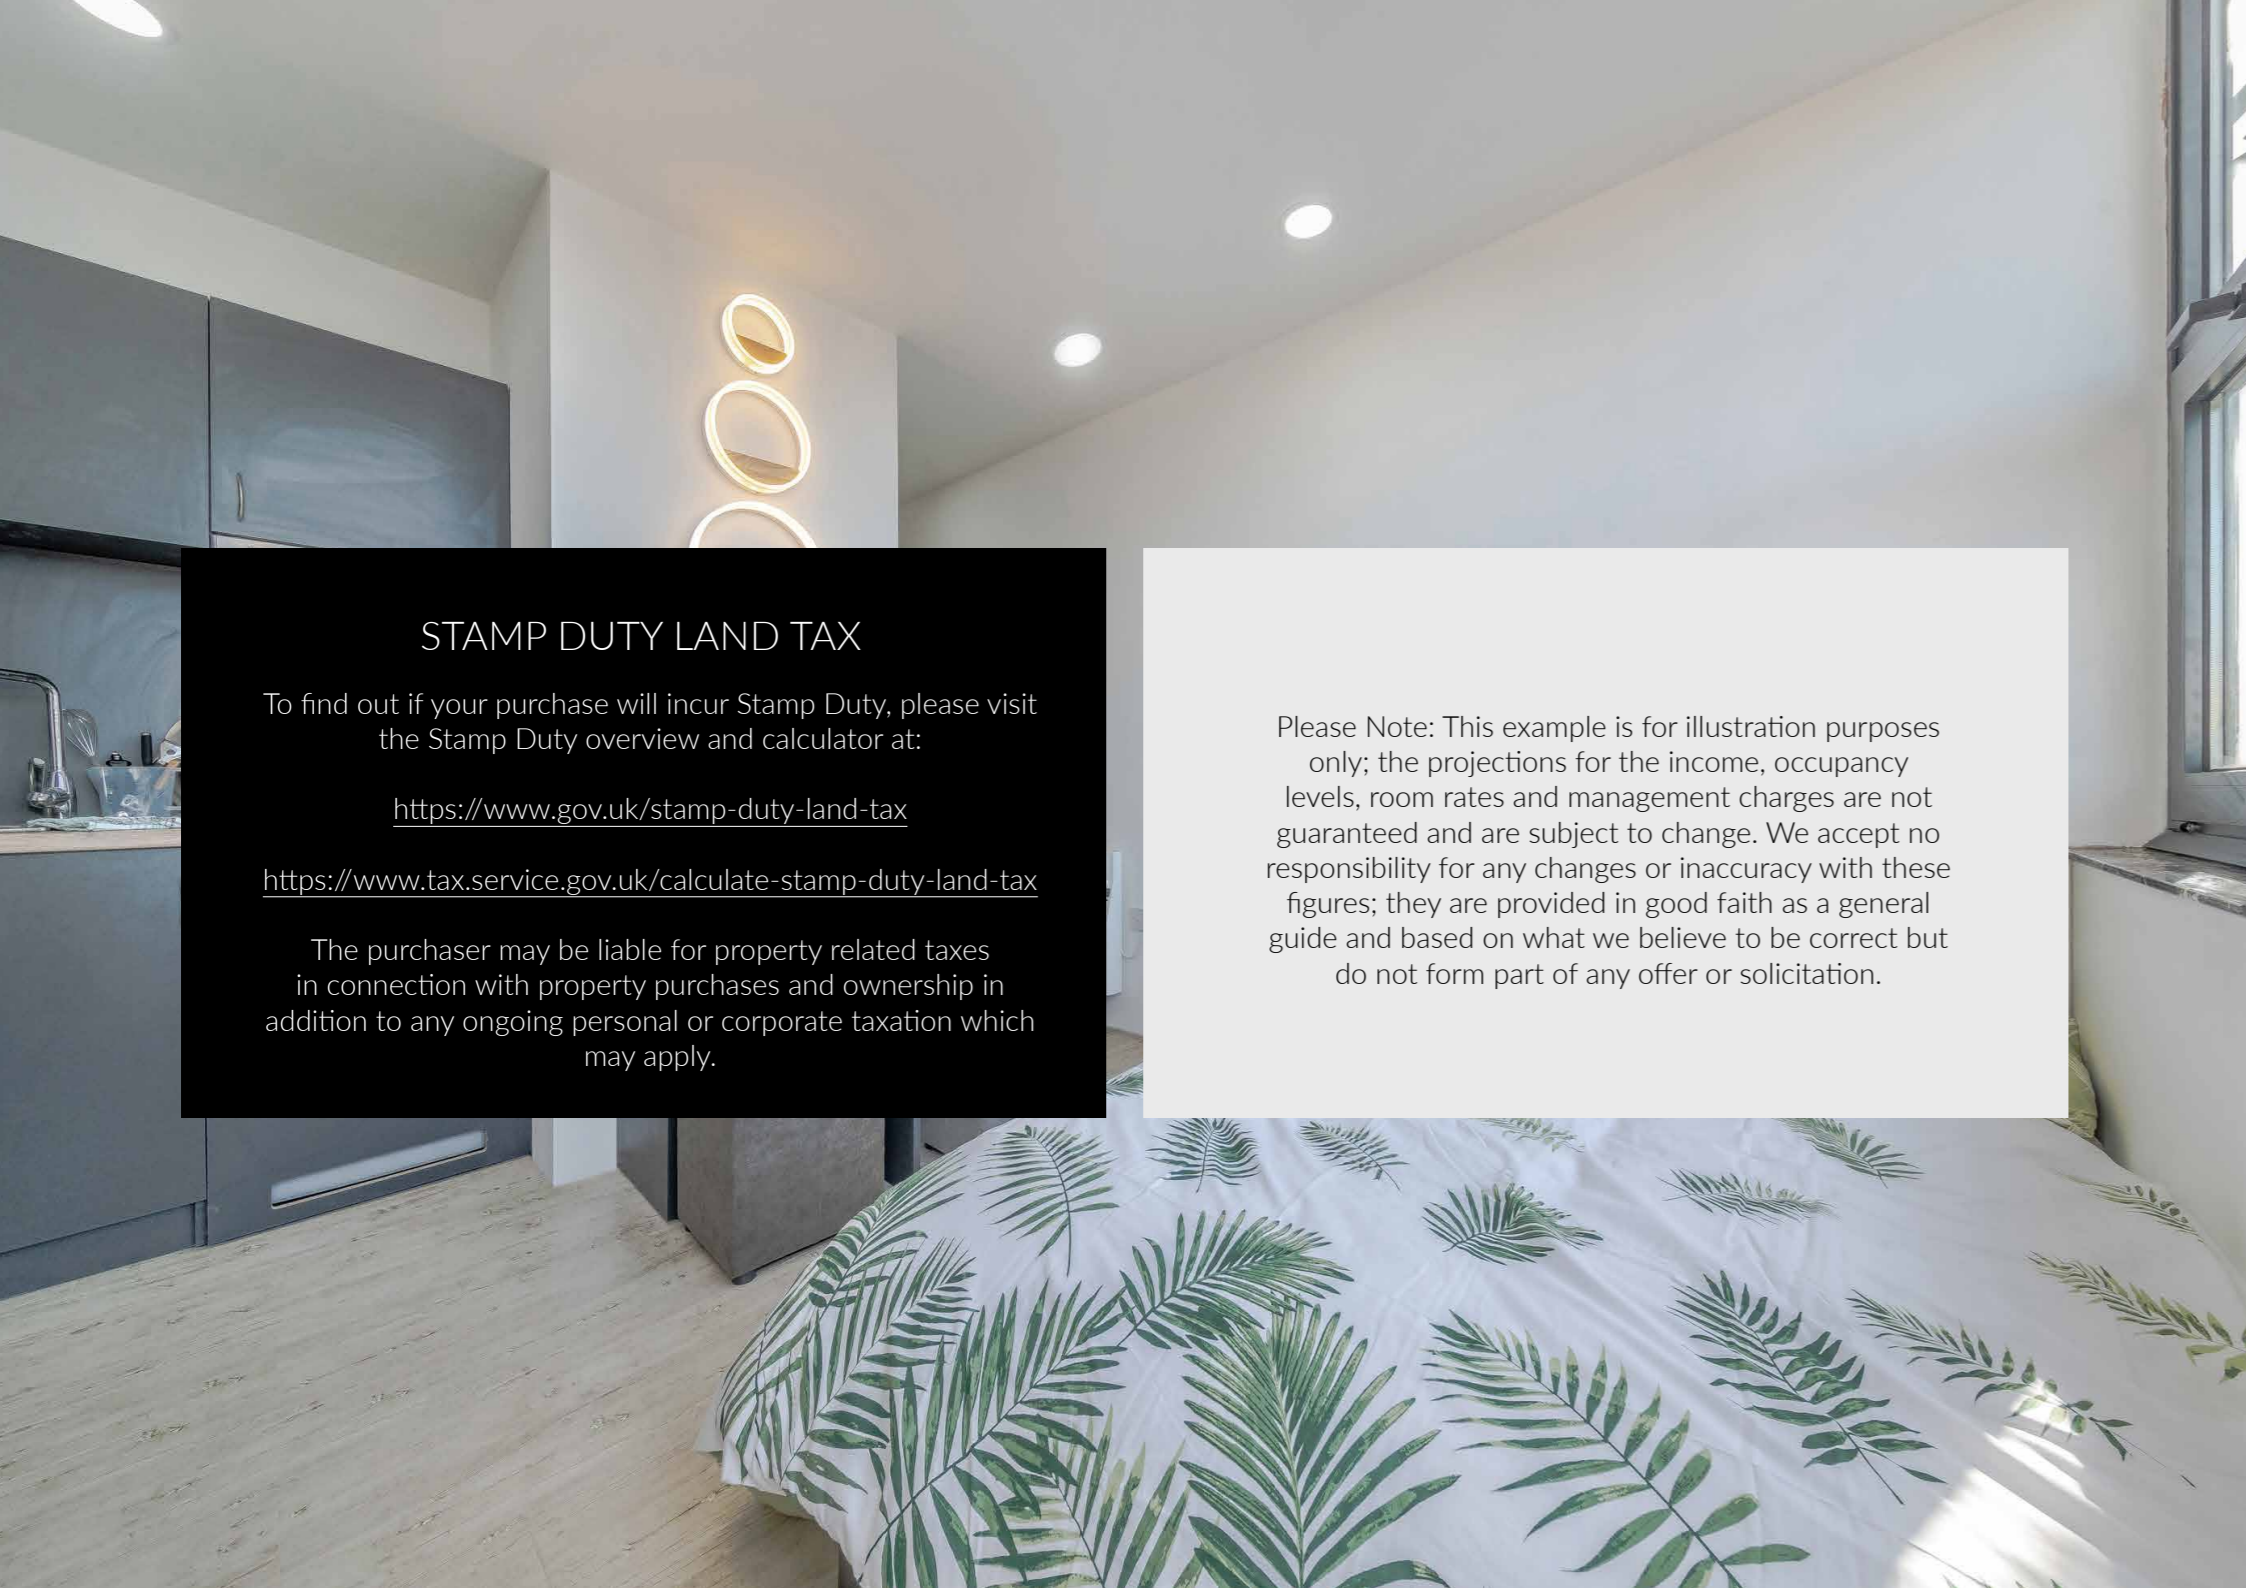 STAMP DUTY LAND TAX
To find out if your purchase will incur Stamp Duty, please visit
the Stamp Duty overview and calculator at:
https://www.gov.uk/stamp-duty-land-tax
https://www.tax.service.gov.uk/calculate-stamp-duty-land-tax
The purchaser may be liable for property related taxes
in connection with property purchases and ownership in
addition to any ongoing personal or corporate taxation which
may apply.
Please Note: This example is for illustration purposes
only; the projections for the income, occupancy
levels, room rates and management charges are not
guaranteed and are subject to change. We accept no
responsibility for any changes or inaccuracy with these
figures; they are provided in good faith as a general
guide and based on what we believe to be correct but
do not form part of any offer or solicitation.